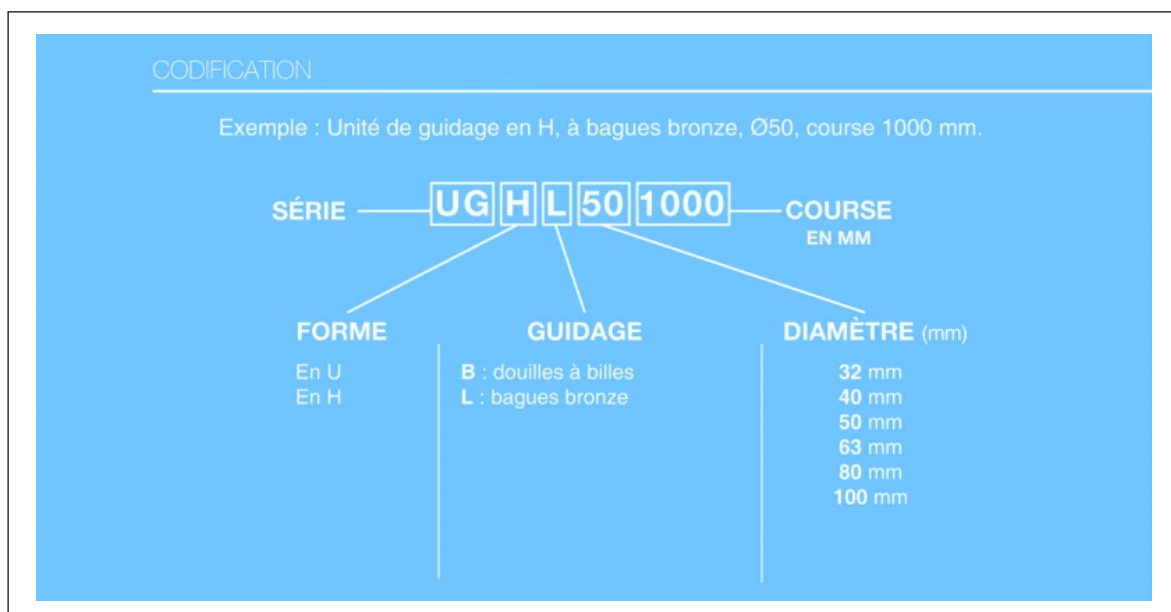 CODIFICATION
Exemple : Unité de guidage en H, à bagues bronze, Ø50, course 1000 mm.
SÉRIE UG H L 50 1000 COURSE
EN MM
FORME GUIDAGE DIAMÈTRE (mm)
En U B : douilles à billes 32 mm
En H L : bagues bronze 40 mm
50 mm
63 mm
80 mm
100 mm